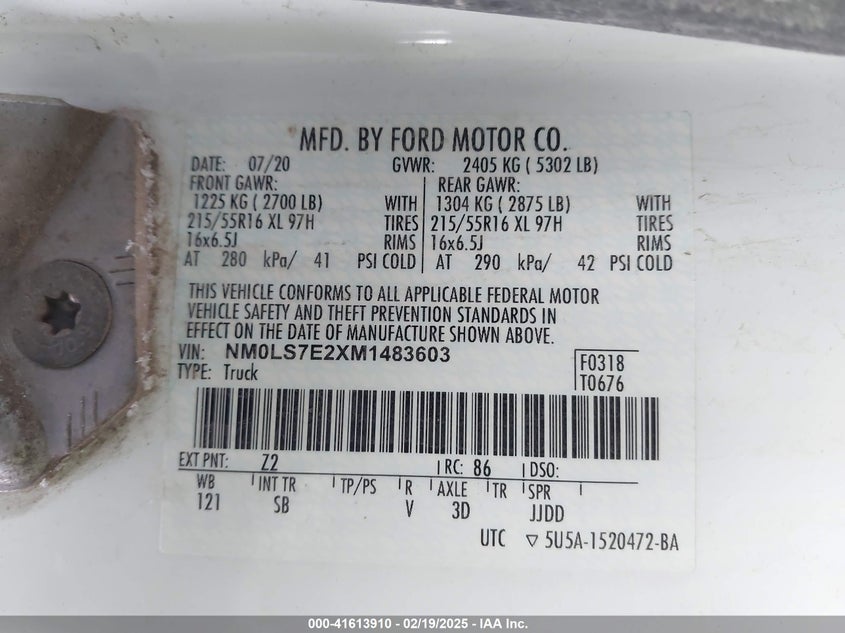 MFD. BY FORD MOTOR CO.
DATE: 07/20 GVWR: 2405 KG ( 5302 LB)
FRONT GAWR: REAR GAWR:
1225 KG ( 2700 LB) WITH 1304 KG ( 2875 LB) WITH
215/55R16 XL 97H TIRES 215/55R16 XL 97H TIRES
16x6.5J RIMS 16x6.5J RIMS
AT 280 kPa/ 41 PSI COLD AT 290 kPa/ 42 PSI COLD
THIS VEHICLE CONFORMS TO ALL APPLICABLE FEDERAL MOTOR
VEHICLE SAFETY AND THEFT PREVENTION STANDARDS IN
EFFECT ON THE DATE OF MANUFACTURE SHOWN ABOVE.
VIN: NM0LS7E2XM1483603
TYPE: Truck
F0318
T0676
EXT PNT: Z2 RC: 86 DSO:
WB INT TR TP/PS R AXLE TR SPR
121 SB V 3D JJDD
UTC ▽ 5U5A-1520472-BA
000-41613910 - 02/19/2025 - IAA Inc.